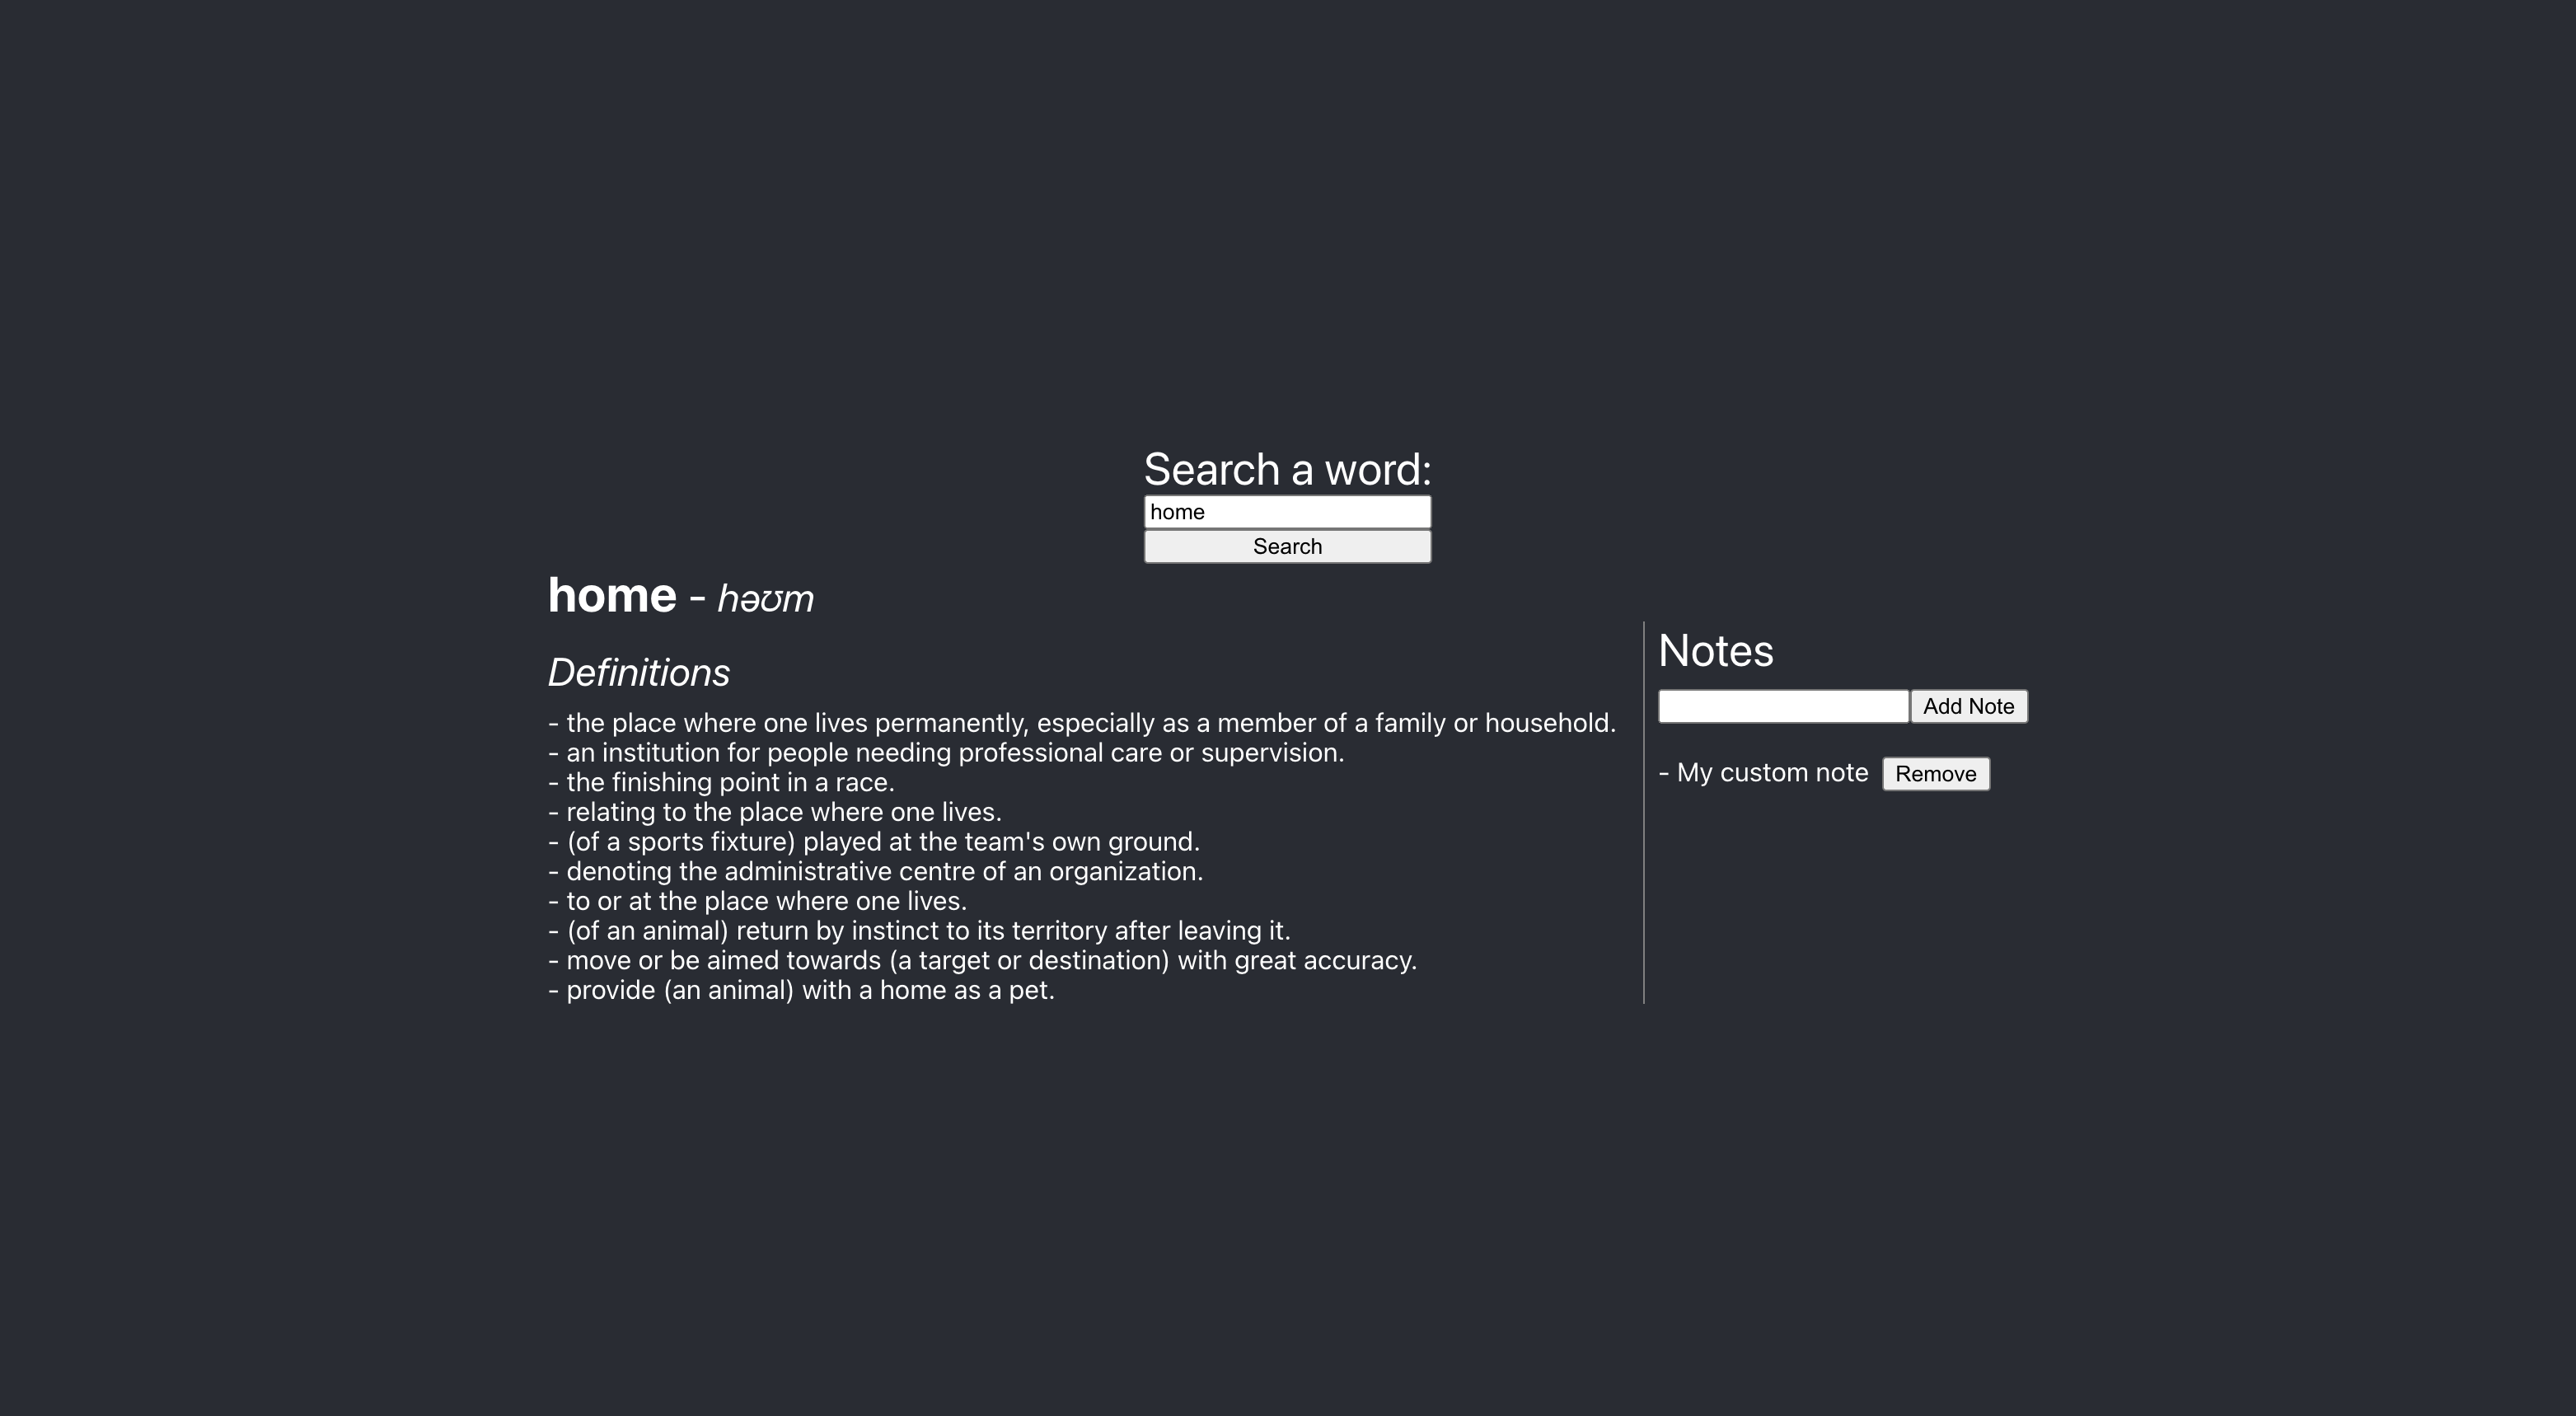 Search a word:
home
Search
home - həʊm
Definitions
- the place where one lives permanently, especially as a member of a family or household.
- an institution for people needing professional care or supervision.
- the finishing point in a race.
- relating to the place where one lives.
- (of a sports fixture) played at the team's own ground.
- denoting the administrative centre of an organization.
- to or at the place where one lives.
- (of an animal) return by instinct to its territory after leaving it.
- move or be aimed towards (a target or destination) with great accuracy.
- provide (an animal) with a home as a pet.
Notes
Add Note
- My custom note Remove